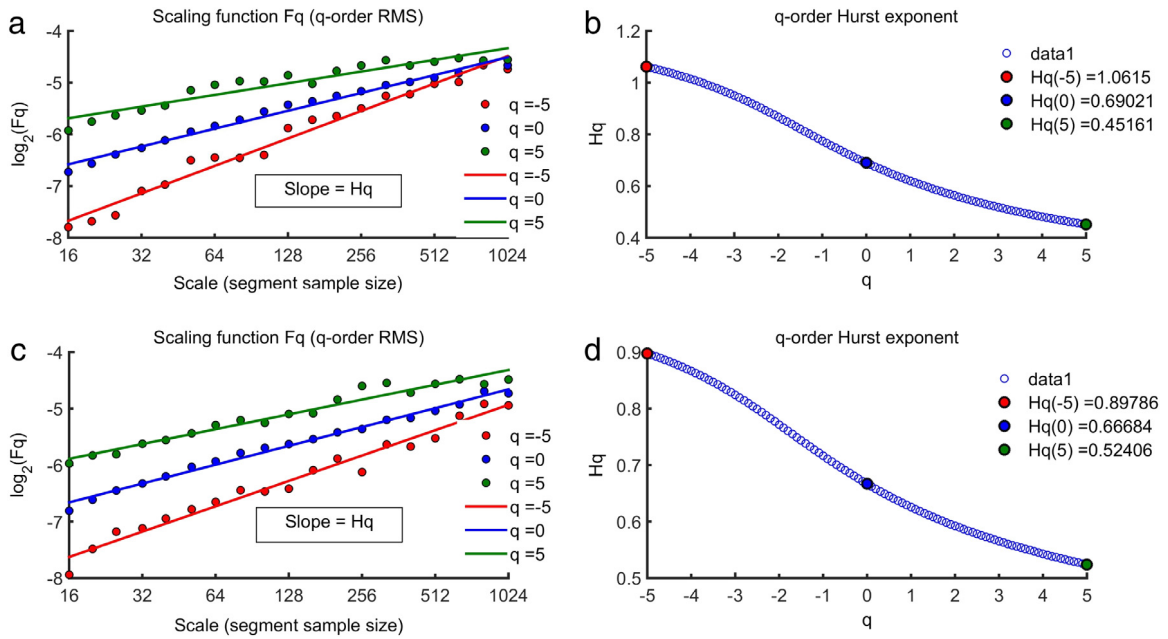 a
Scaling function Fq (q-order RMS)
-4
-5
-6
-7
-8
log2(Fq)
q =-5
q =0
q =5
q =-5
q =0
q =5
Slope = Hq
16 32 64 128 256 512 1024
Scale (segment sample size)
b
q-order Hurst exponent
1.2
1
0.8
0.6
0.4
Hq
data1
Hq(-5) =1.0615
Hq(0) =0.69021
Hq(5) =0.45161
-5 -4 -3 -2 -1 0 1 2 3 4 5
q
c
Scaling function Fq (q-order RMS)
-4
-5
-6
-7
-8
log2(Fq)
q =-5
q =0
q =5
q =-5
q =0
q =5
Slope = Hq
16 32 64 128 256 512 1024
Scale (segment sample size)
d
q-order Hurst exponent
0.9
0.8
0.7
0.6
0.5
Hq
data1
Hq(-5) =0.89786
Hq(0) =0.66684
Hq(5) =0.52406
-5 -4 -3 -2 -1 0 1 2 3 4 5
q